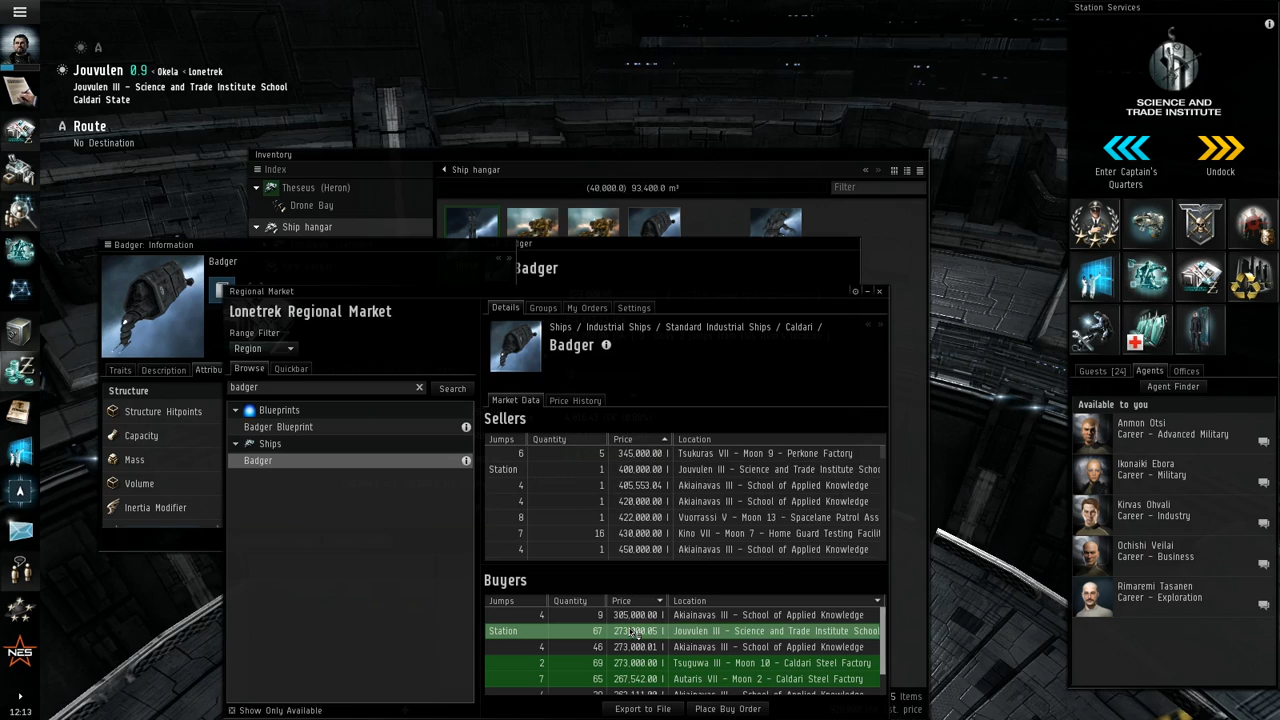 Jouvulen 0.9 ‹ Okela ‹ Lonetrek
Jouvulen III – Science and Trade Institute School
Caldari State
Route
No Destination
12:13
Inventory
Index
Theseus (Heron)
Drone Bay
Ship hangar
Ship hangar
(40.000.0) 93.400.0 m³
Filter
Badger: Information
Badger
Badger
Traits
Description
Structure
Structure Hitpoints
Capacity
Mass
Volume
Inertia Modifier
Regional Market
Lonetrek Regional Market
Range Filter
Region
Browse
Quickbar
badger
Search
Blueprints
Badger Blueprint
Ships
Badger
Show Only Available
Details
Groups
My Orders
Settings
Ships / Industrial Ships / Standard Industrial Ships / Caldari /
Badger
Market Data
Price History
Sellers
Jumps Quantity Price Location
6 5 345.000.00 I Tsukuras VII – Moon 9 – Perkone Factory
Station 1 400.000.00 I Jouvulen III – Science and Trade Institute Schoo
4 1 405.553.04 I Akiainavas III – School of Applied Knowledge
4 1 420.000.00 I Akiainavas III – School of Applied Knowledge
8 1 422.000.00 I Vuorrassi V – Moon 13 – Spacelane Patrol Ass
7 16 430.000.00 I Kino VII – Moon 7 – Home Guard Testing Facilit
4 1 450.000.00 I Akiainavas III – School of Applied Knowledge
Buyers
Jumps Quantity Price Location
4 9 305.000.00 I Akiainavas III – School of Applied Knowledge
Station 67 Jouvulen III – Science and Trade Institute School
4 46 273.000.01 I Akiainavas III – School of Applied Knowledge
2 69 273.000.00 I Tsuguwa III – Moon 10 – Caldari Steel Factory
7 65 267.542.00 I Autaris VII – Moon 2 – Caldari Steel Factory
Export to File
Place Buy Order
Station Services
SCIENCE AND
TRADE INSTITUTE
Enter Captain's
Quarters
Undock
Guests [24]
Agents
Offices
Agent Finder
Available to you
Anmon Otsi
Career – Advanced Military
Ikonaiki Ebora
Career – Military
Kirvas Ohvali
Career – Industry
Ochishi Veilai
Career – Business
Rimaremi Tasanen
Career – Exploration